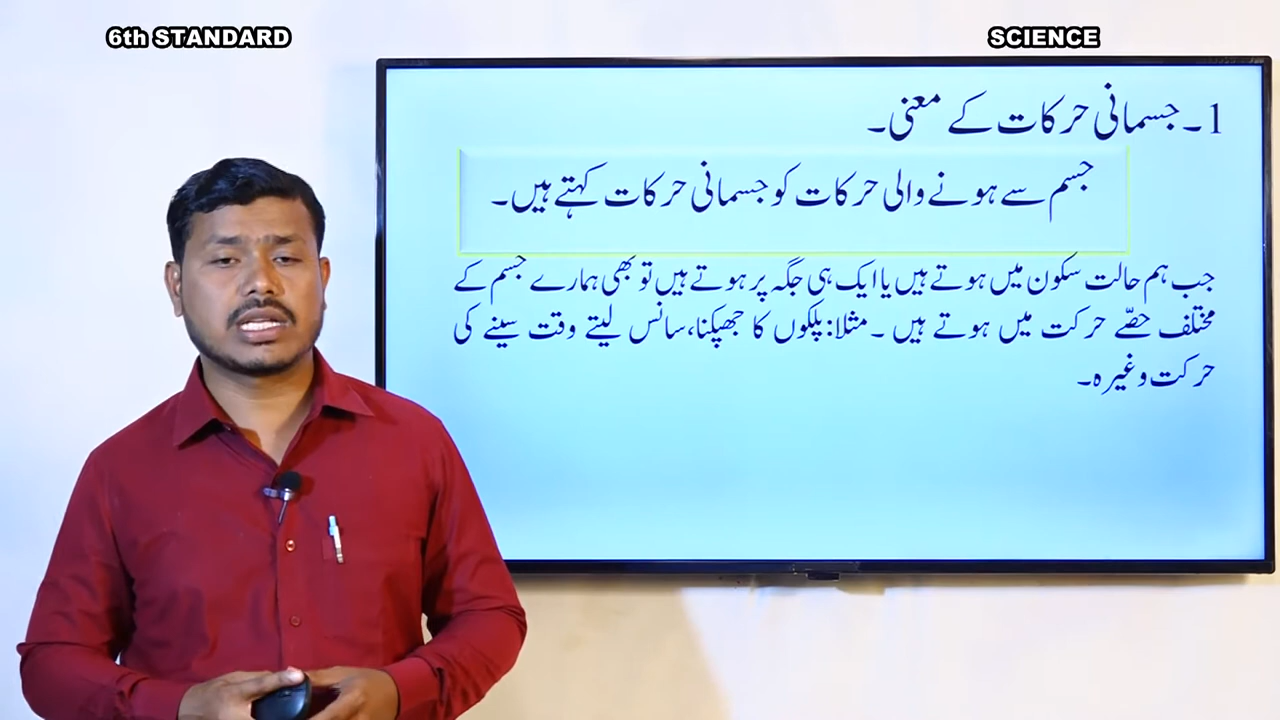 6th STANDARD
SCIENCE
1۔جسمانی حرکات کے معنی۔
جسم سے ہونے والی حرکات کو جسمانی حرکات کہتے ہیں۔
جب ہم حالت سکون میں ہوتے ہیں یا ایک ہی جگہ پر ہوتے ہیں تو بھی ہمارے جسم کے
مختلف حصّے حرکت میں ہوتے ہیں ۔مثلا:پلکوں کا جھپکنا،سانس لیتے وقت سینے کی
حرکت وغیرہ۔